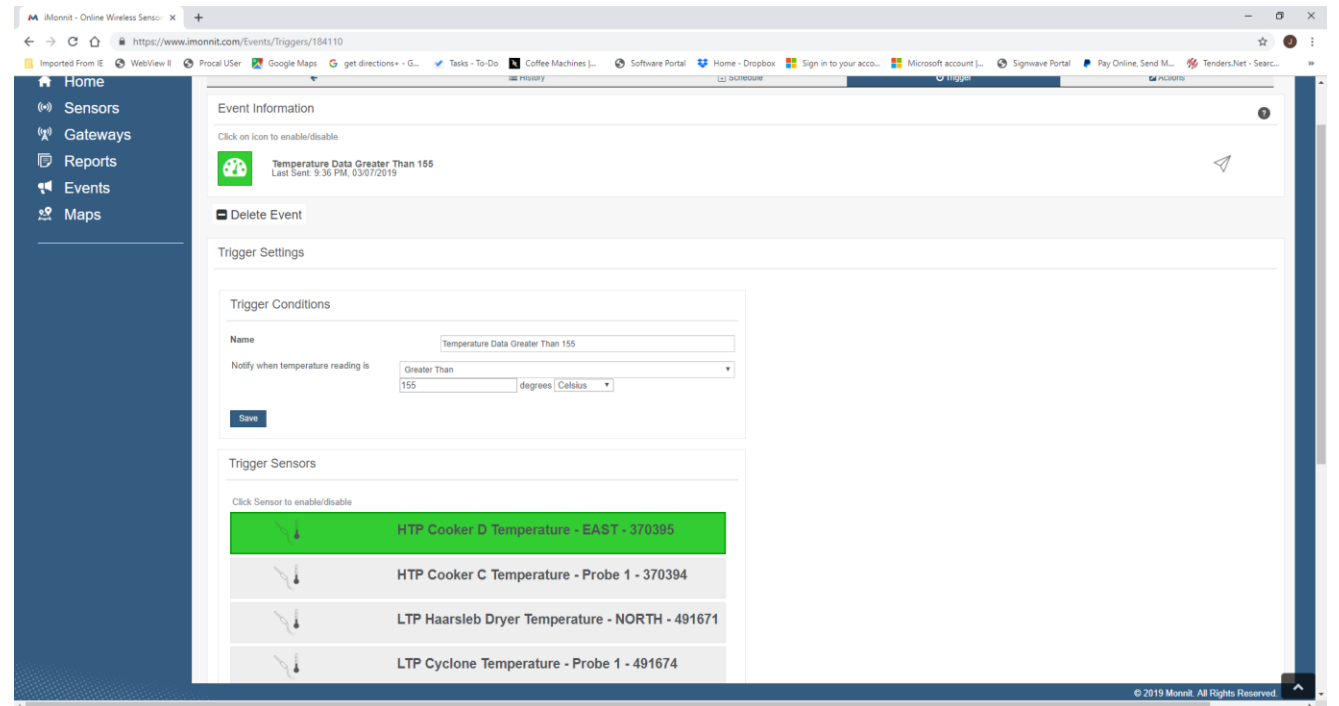 iMonnit - Online Wireless Sensor
https://www.imonnit.com/Events/Triggers/184110
Imported From IE WebView II Procal USer Google Maps get directions+ - G... Tasks - To-Do Coffee Machines |... Software Portal Home - Dropbox Sign in to your acco... Microsoft account |... Signwave Portal Pay Online, Send M... Tenders.Net - Searc...
Home
History Schedule Trigger Actions
Sensors
Gateways
Reports
Events
Maps
Event Information
Click on icon to enable/disable
Temperature Data Greater Than 155
Last Sent: 9:36 PM, 03/07/2019
Delete Event
Trigger Settings
Trigger Conditions
Name Temperature Data Greater Than 155
Notify when temperature reading is Greater Than
155 degrees Celsius
Save
Trigger Sensors
Click Sensor to enable/disable
HTP Cooker D Temperature - EAST - 370395
HTP Cooker C Temperature - Probe 1 - 370394
LTP Haarsleb Dryer Temperature - NORTH - 491671
LTP Cyclone Temperature - Probe 1 - 491674
© 2019 Monnit. All Rights Reserved.